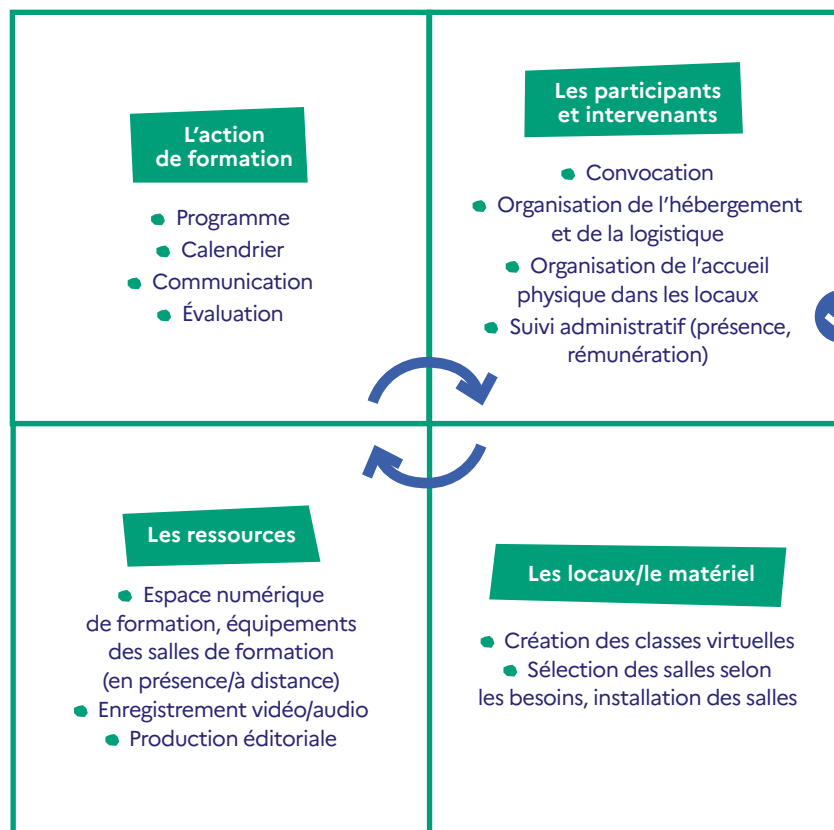 L'action
de formation
Programme
Calendrier
Communication
Évaluation
Les participants
et intervenants
Convocation
Organisation de l'hébergement
et de la logistique
Organisation de l'accueil
physique dans les locaux
Suivi administratif (présence,
rémunération)
Les ressources
Espace numérique
de formation, équipements
des salles de formation
(en présence/à distance)
Enregistrement vidéo/audio
Production éditoriale
Les locaux/le matériel
Création des classes virtuelles
Sélection des salles selon
les besoins, installation des salles